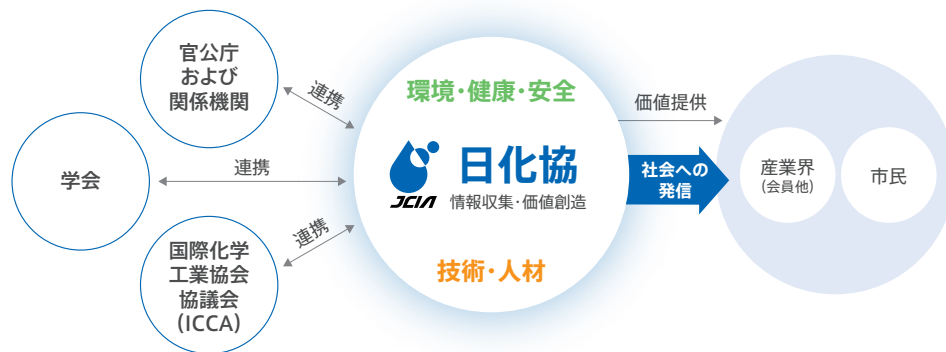 官公庁
および
関係機関
連携
学会
連携
国際化学
工業協会
協議会
(ICCA)
連携
環境・健康・安全
日化協
JCIA
情報収集・価値創造
技術・人材
価値提供
社会への
発信
産業界
(会員他)
市民